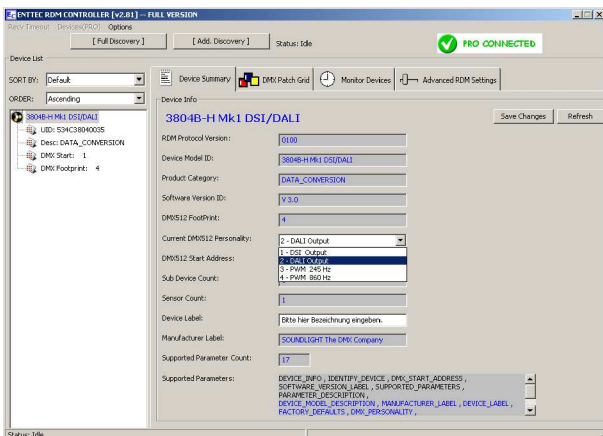 ENTTEC RDM CONTROLLER [v2.81] -- FULL VERSION
Recv Timeout Devices(PRO) Options
[ Full Discovery ] [ Add. Discovery ] Status: Idle PRO CONNECTED
Device List
SORT BY: Default
ORDER: Ascending
3804B-H Mk1 DSI/DALI
UID: 534C38040035
Desc: DATA_CONVERSION
DMX Start: 1
DMX Footprint: 4
Device Summary DMX Patch Grid Monitor Devices Advanced RDM Settings
Device Info
3804B-H Mk1 DSI/DALI Save Changes Refresh
RDM Protocol Version: 0100
Device Model ID: 3804B-H Mk1 DSI/DALI
Product Category: DATA_CONVERSION
Software Version ID: V 3.0
DMX512 FootPrint: 4
Current DMX512 Personality: 2 - DALI Output
1 - DSI Output
DMX512 Start Address: 2 - DALI Output
3 - PWM 245 Hz
Sub Device Count: 4 - PWM 860 Hz
Sensor Count: 1
Device Label: Bitte hier Bezeichnung eingeben.
Manufacturer Label: SOUNDLIGHT The DMX Company
Supported Parameter Count: 17
Supported Parameters: DEVICE_INFO , IDENTIFY_DEVICE , DMX_START_ADDRESS ,
SOFTWARE_VERSION_LABEL , SUPPORTED_PARAMETERS ,
PARAMETER_DESCRIPTION ,
DEVICE_MODEL_DESCRIPTION , MANUFACTURER_LABEL , DEVICE_LABEL ,
FACTORY_DEFAULTS , DMX_PERSONALITY ,
Status: Idle